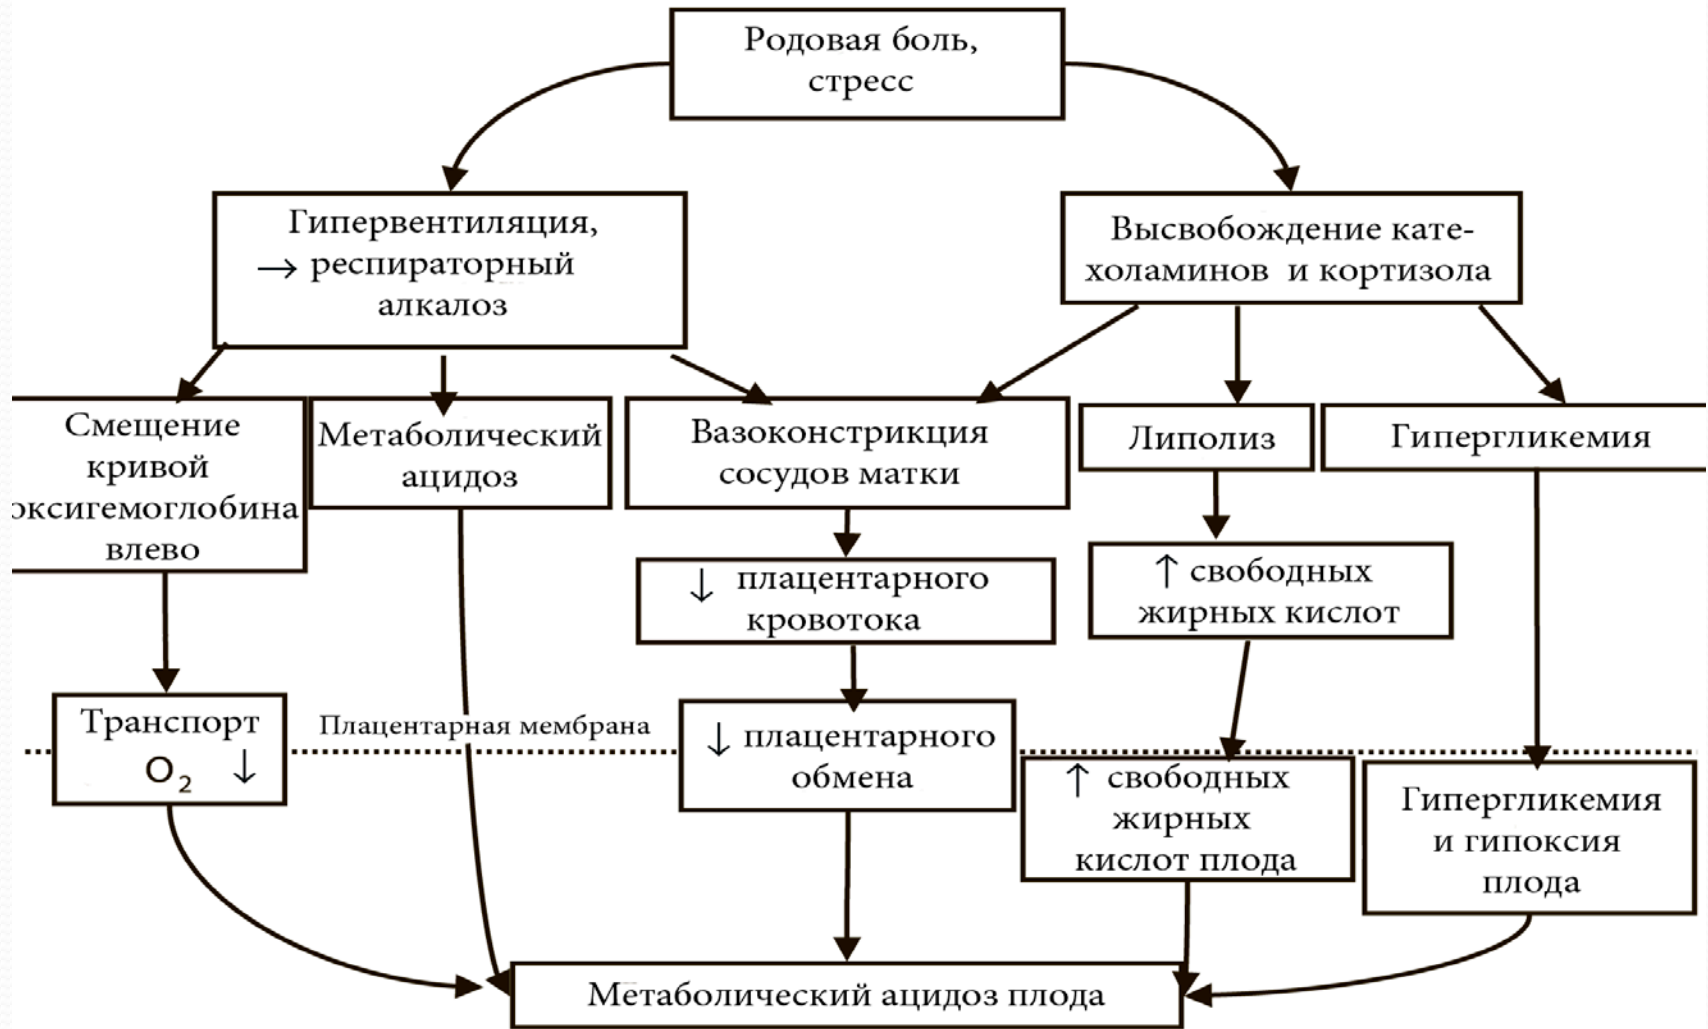 Родовая боль,
стресс
Гипервентиляция,
→ респираторный
алкалоз
Высвобождение кате-
холаминов и кортизола
Смещение
кривой
оксигемоглобина
влево
Метаболический
ацидоз
Вазоконстрикция
сосудов матки
Липолиз
Гипергликемия
↓ плацентарного
кровотока
↑ свободных
жирных кислот
Транспорт
O₂ ↓
Плацентарная мембрана
↓ плацентарного
обмена
↑ свободных
жирных
кислот плода
Гипергликемия
и гипоксия
плода
Метаболический ацидоз плода